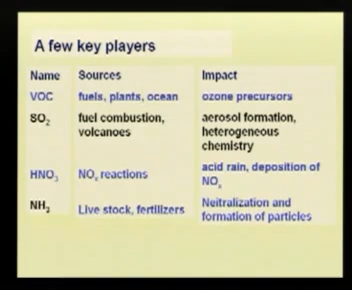 A few key players
Name Sources Impact
VOC fuels, plants, ocean ozone precursors
SO2 fuel combustion, volcanoes aerosol formation, heterogeneous chemistry
HNO3 NOx reactions acid rain, deposition of NOx
NH3 Live stock, fertilizers Neitralization and formation of particles